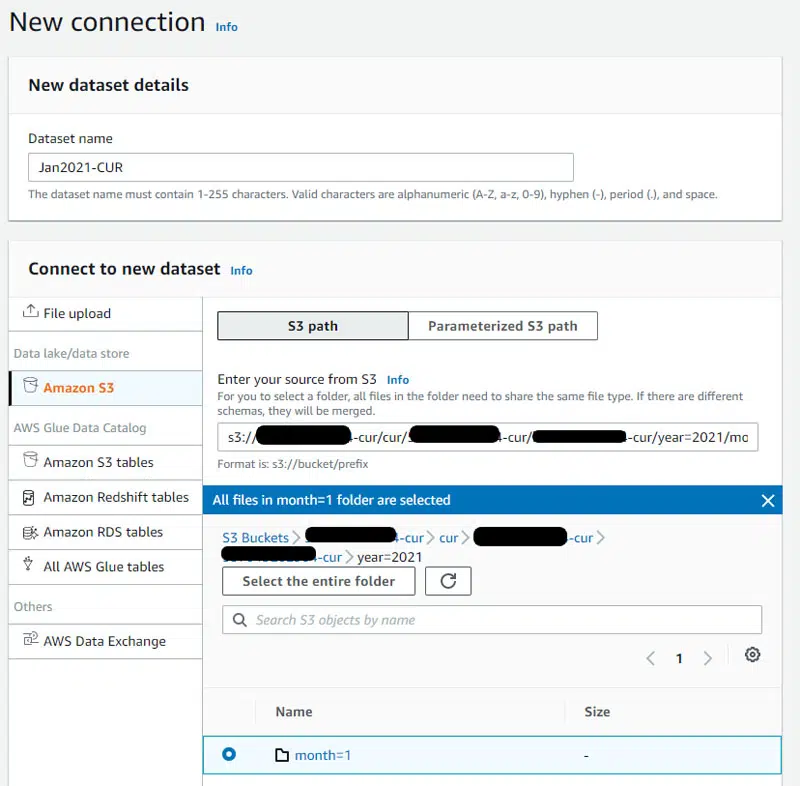 New connection Info
New dataset details
Dataset name
Jan2021-CUR
The dataset name must contain 1-255 characters. Valid characters are alphanumeric (A-Z, a-z, 0-9), hyphen (-), period (.), and space.
Connect to new dataset Info
File upload
Data lake/data store
Amazon S3
AWS Glue Data Catalog
Amazon S3 tables
Amazon Redshift tables
Amazon RDS tables
All AWS Glue tables
Others
AWS Data Exchange
S3 path Parameterized S3 path
Enter your source from S3 Info
For you to select a folder, all files in the folder need to share the same file type. If there are different
schemas, they will be merged.
s3:// -cur/cur/ -cur/ -cur/year=2021/mo
Format is: s3://bucket/prefix
All files in month=1 folder are selected
S3 Buckets -cur cur -cur
-cur year=2021
Select the entire folder
Search S3 objects by name
1
Name Size
month=1 -